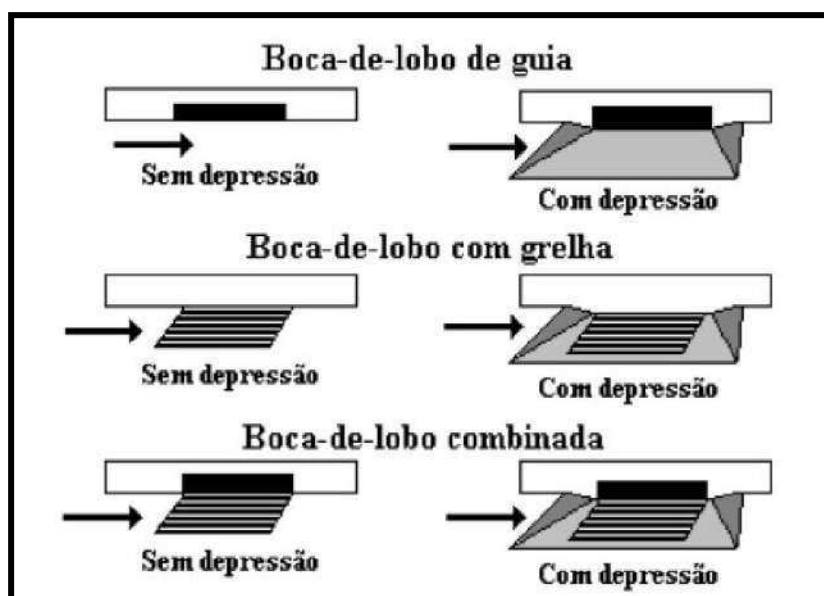 Boca-de-lobo de guia
Sem depressão
Com depressão
Boca-de-lobo com grelha
Sem depressão
Com depressão
Boca-de-lobo combinada
Sem depressão
Com depressão